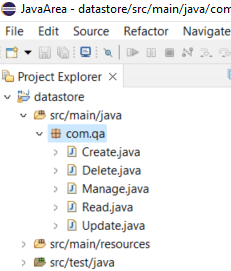 JavaArea - datastore/src/main/java/com
File Edit Source Refactor Navigate
Project Explorer
datastore
src/main/java
com.qa
Create.java
Delete.java
Manage.java
Read.java
Update.java
src/main/resources
src/test/java